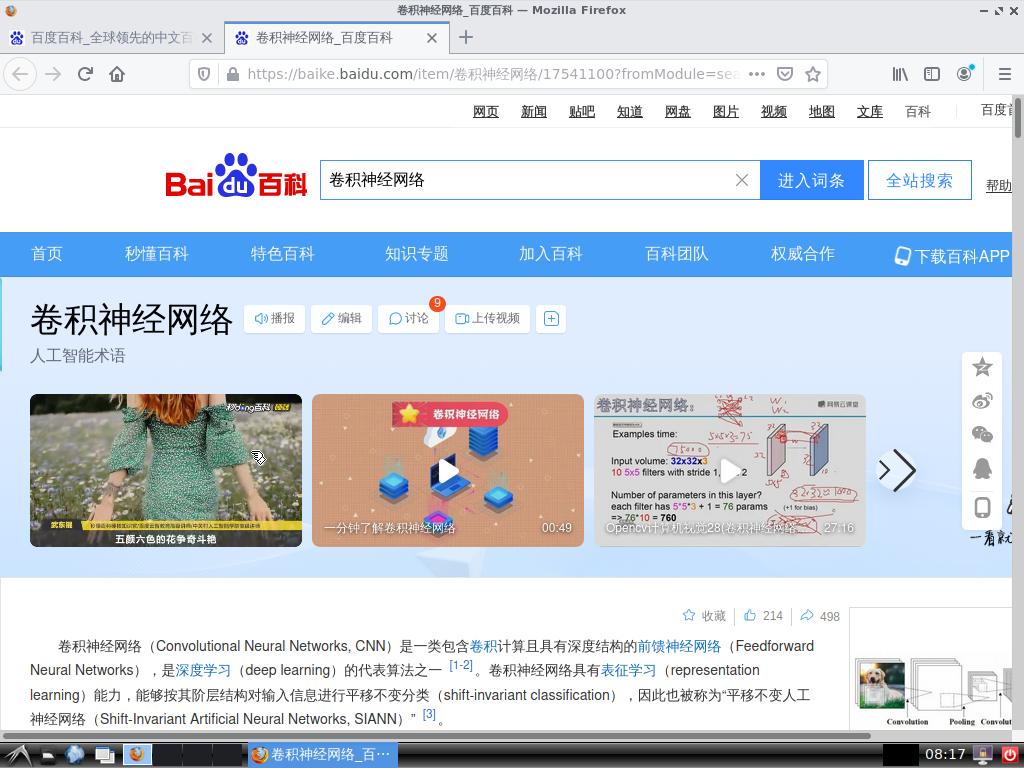 卷积神经网络_百度百科 — Mozilla Firefox
百度百科_全球领先的中文百
卷积神经网络_百度百科
https://baike.baidu.com/item/卷积神经网络/17541100?fromModule=sea
网页 新闻 贴吧 知道 网盘 图片 视频 地图 文库 百科 百度首
Bai du 百科
卷积神经网络
进入词条
全站搜索
帮助
首页 秒懂百科 特色百科 知识专题 加入百科 百科团队 权威合作 下载百科APP
卷积神经网络
播报 编辑 讨论 9 上传视频
人工智能术语
秒dǒng百科
武东锟
五颜六色的花争奇斗艳
卷积神经网络
一分钟了解卷积神经网络 00:49
卷积神经网络:
网易云课堂
Examples time:
Input volume: 32x32x3
10 5x5 filters with stride 1,
Number of parameters in this layer?
each filter has 5*5*3 + 1 = 76 params (+1 for bias)
=> 76*10 = 760
Opencv计算机视觉28(卷积神经网络... 27:16
收藏 214 498
卷积神经网络（Convolutional Neural Networks, CNN）是一类包含卷积计算且具有深度结构的前馈神经网络（Feedforward
Neural Networks），是深度学习（deep learning）的代表算法之一 [1-2] 。卷积神经网络具有表征学习（representation
learning）能力，能够按其阶层结构对输入信息进行平移不变分类（shift-invariant classification），因此也被称为“平移不变人工
神经网络（Shift-Invariant Artificial Neural Networks, SIANN）” [3] 。
Convolution Pooling Convolut
卷积神经网络_百…
08:17